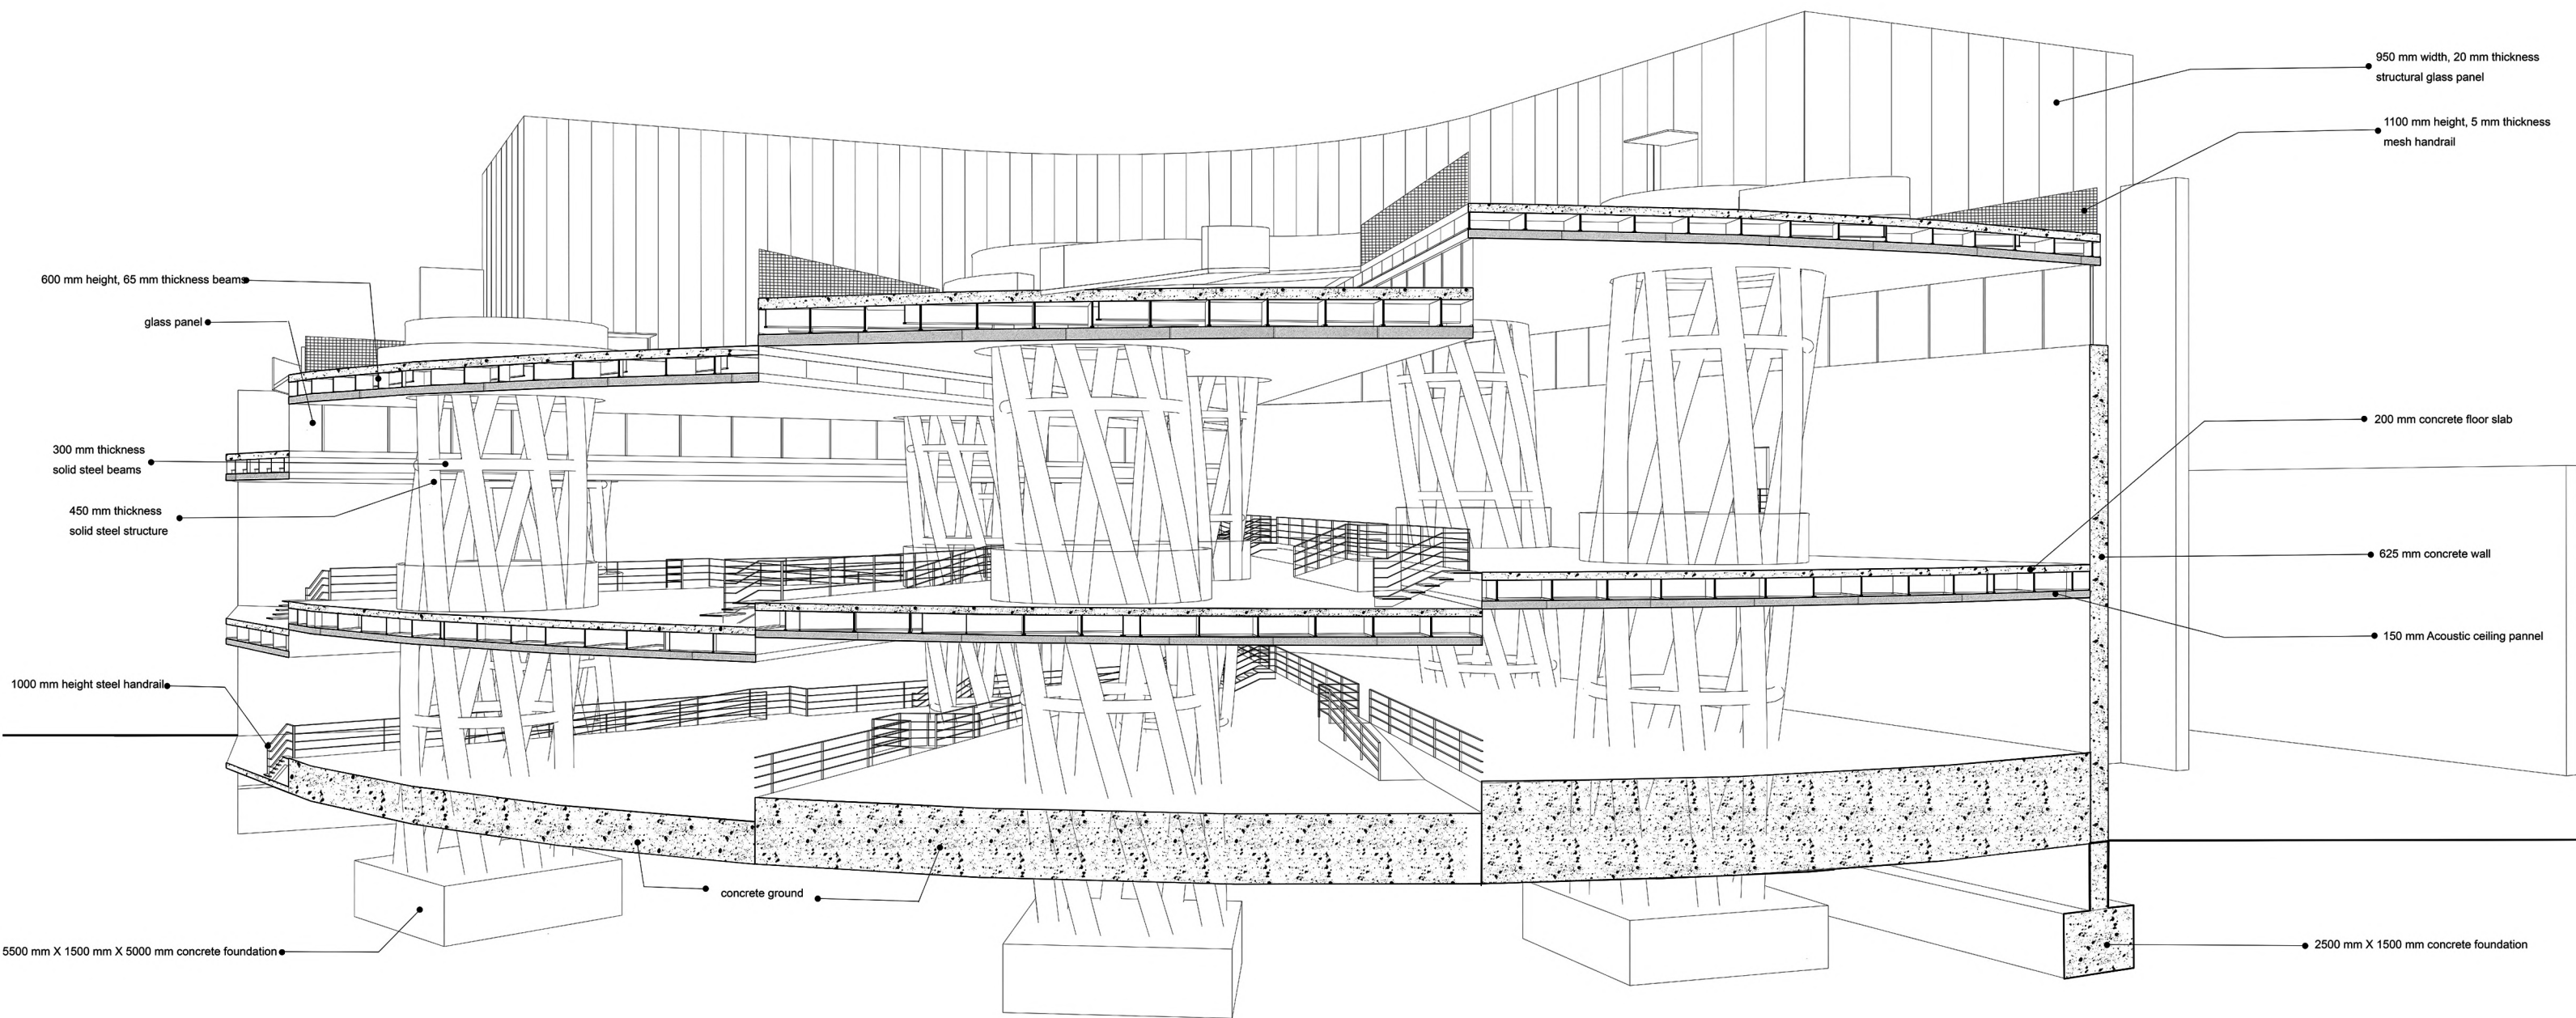 950 mm width, 20 mm thickness
structural glass panel
1100 mm height, 5 mm thickness
mesh handrail
600 mm height, 65 mm thickness beams
glass panel
200 mm concrete floor slab
300 mm thickness
solid steel beams
450 mm thickness
solid steel structure
625 mm concrete wall
150 mm Acoustic ceiling pannel
1000 mm height steel handrail
concrete ground
5500 mm X 1500 mm X 5000 mm concrete foundation
2500 mm X 1500 mm concrete foundation